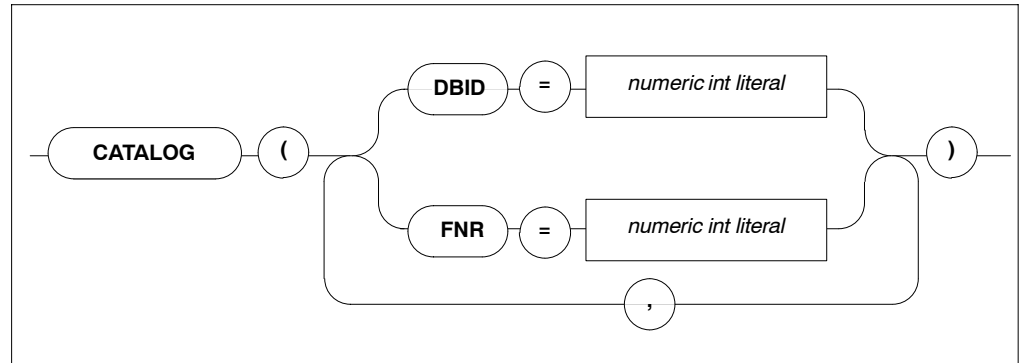 DBID = numeric int literal
CATALOG ( )
FNR = numeric int literal
,